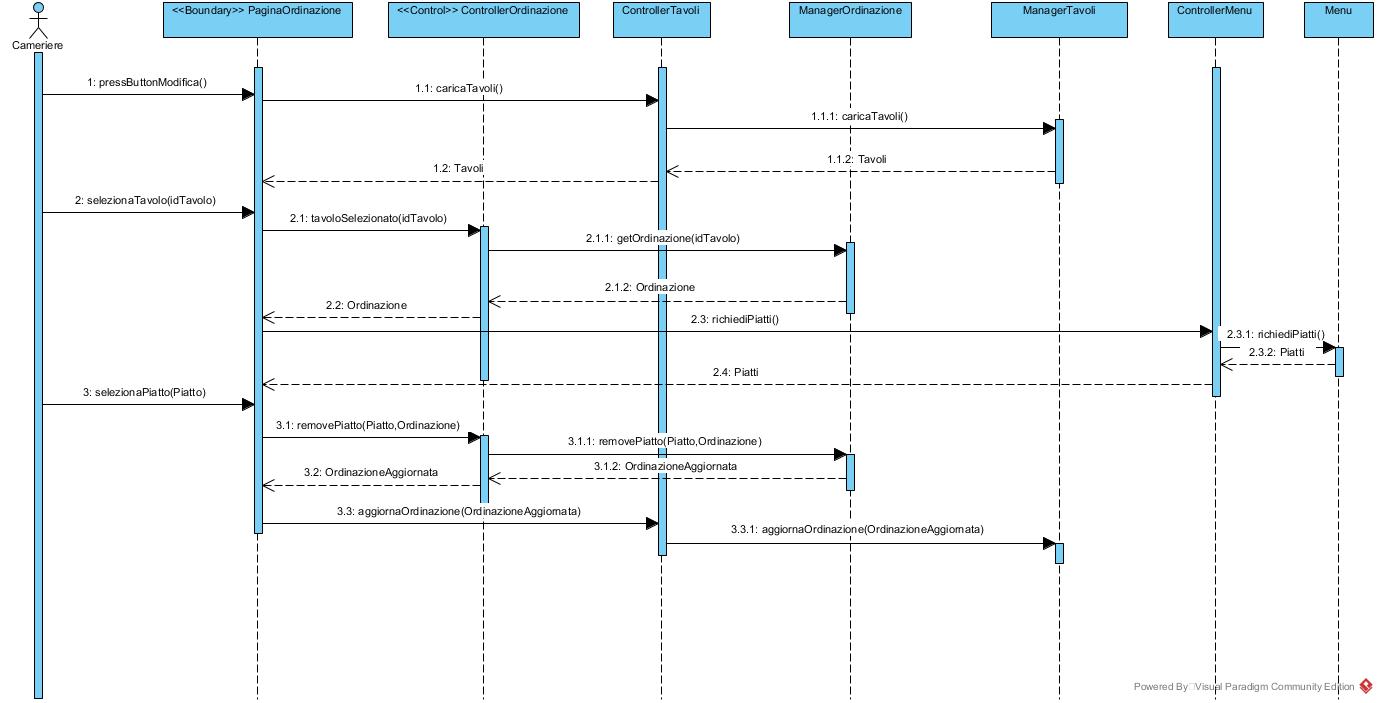 <<Boundary>> PaginaOrdinazione
<<Control>> ControllerOrdinazione
ControllerTavoli
ManagerOrdinazione
ManagerTavoli
ControllerMenu
Menu
Cameriere
1: pressButtonModifica()
1.1: caricaTavoli()
1.1.1: caricaTavoli()
1.1.2: Tavoli
1.2: Tavoli
2: selezionaTavolo(idTavolo)
2.1: tavoloSelezionato(idTavolo)
2.1.1: getOrdinazione(idTavolo)
2.1.2: Ordinazione
2.2: Ordinazione
2.3: richiediPiatti()
2.3.1: richiediPiatti()
2.3.2: Piatti
2.4: Piatti
3: selezionaPiatto(Piatto)
3.1: removePiatto(Piatto,Ordinazione)
3.1.1: removePiatto(Piatto,Ordinazione)
3.1.2: OrdinazioneAggiornata
3.2: OrdinazioneAggiornata
3.3: aggiornaOrdinazione(OrdinazioneAggiornata)
3.3.1: aggiornaOrdinazione(OrdinazioneAggiornata)
Powered By Visual Paradigm Community Edition